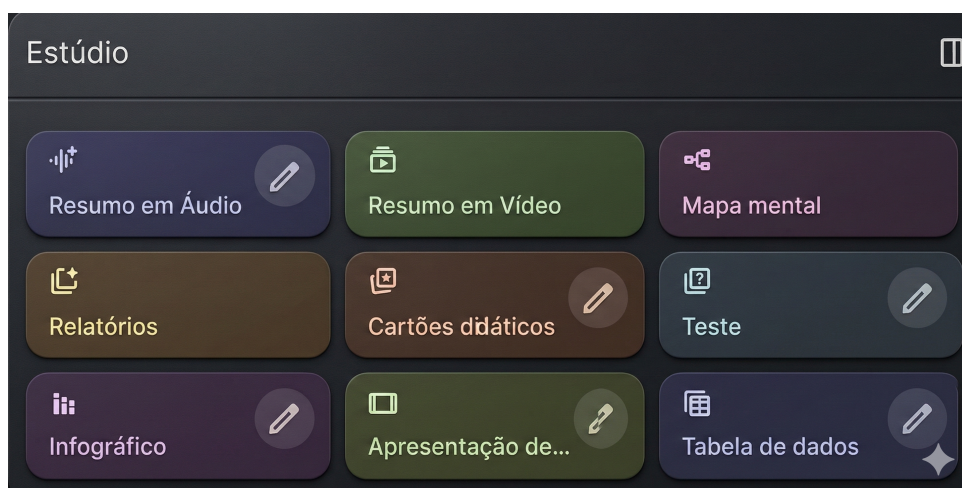 Estúdio
Resumo em Áudio
Resumo em Vídeo
Mapa mental
Relatórios
Cartões didáticos
?
Teste
Infográfico
Apresentação de...
Tabela de dados